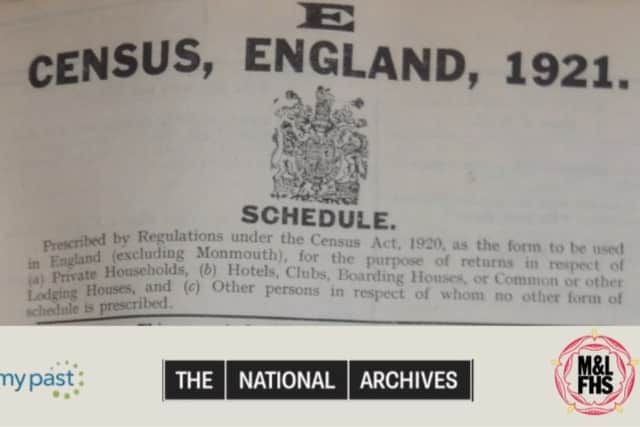 E
CENSUS, ENGLAND, 1921.
SCHEDULE.
Prescribed by Regulations under the Census Act, 1920, as the form to be used
in England (excluding Monmouth), for the purpose of returns in respect of
(a) Private Households, (b) Hotels, Clubs, Boarding Houses, or Common or other
Lodging Houses, and (c) Other persons in respect of whom no other form of
schedule is prescribed.
mypast
THE NATIONAL ARCHIVES
M&L
FHS